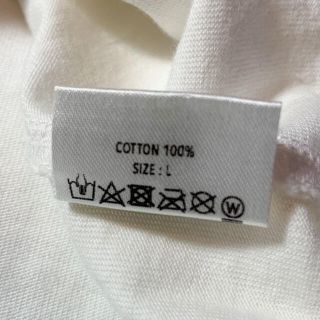 COTTON 100%
SIZE : L
W